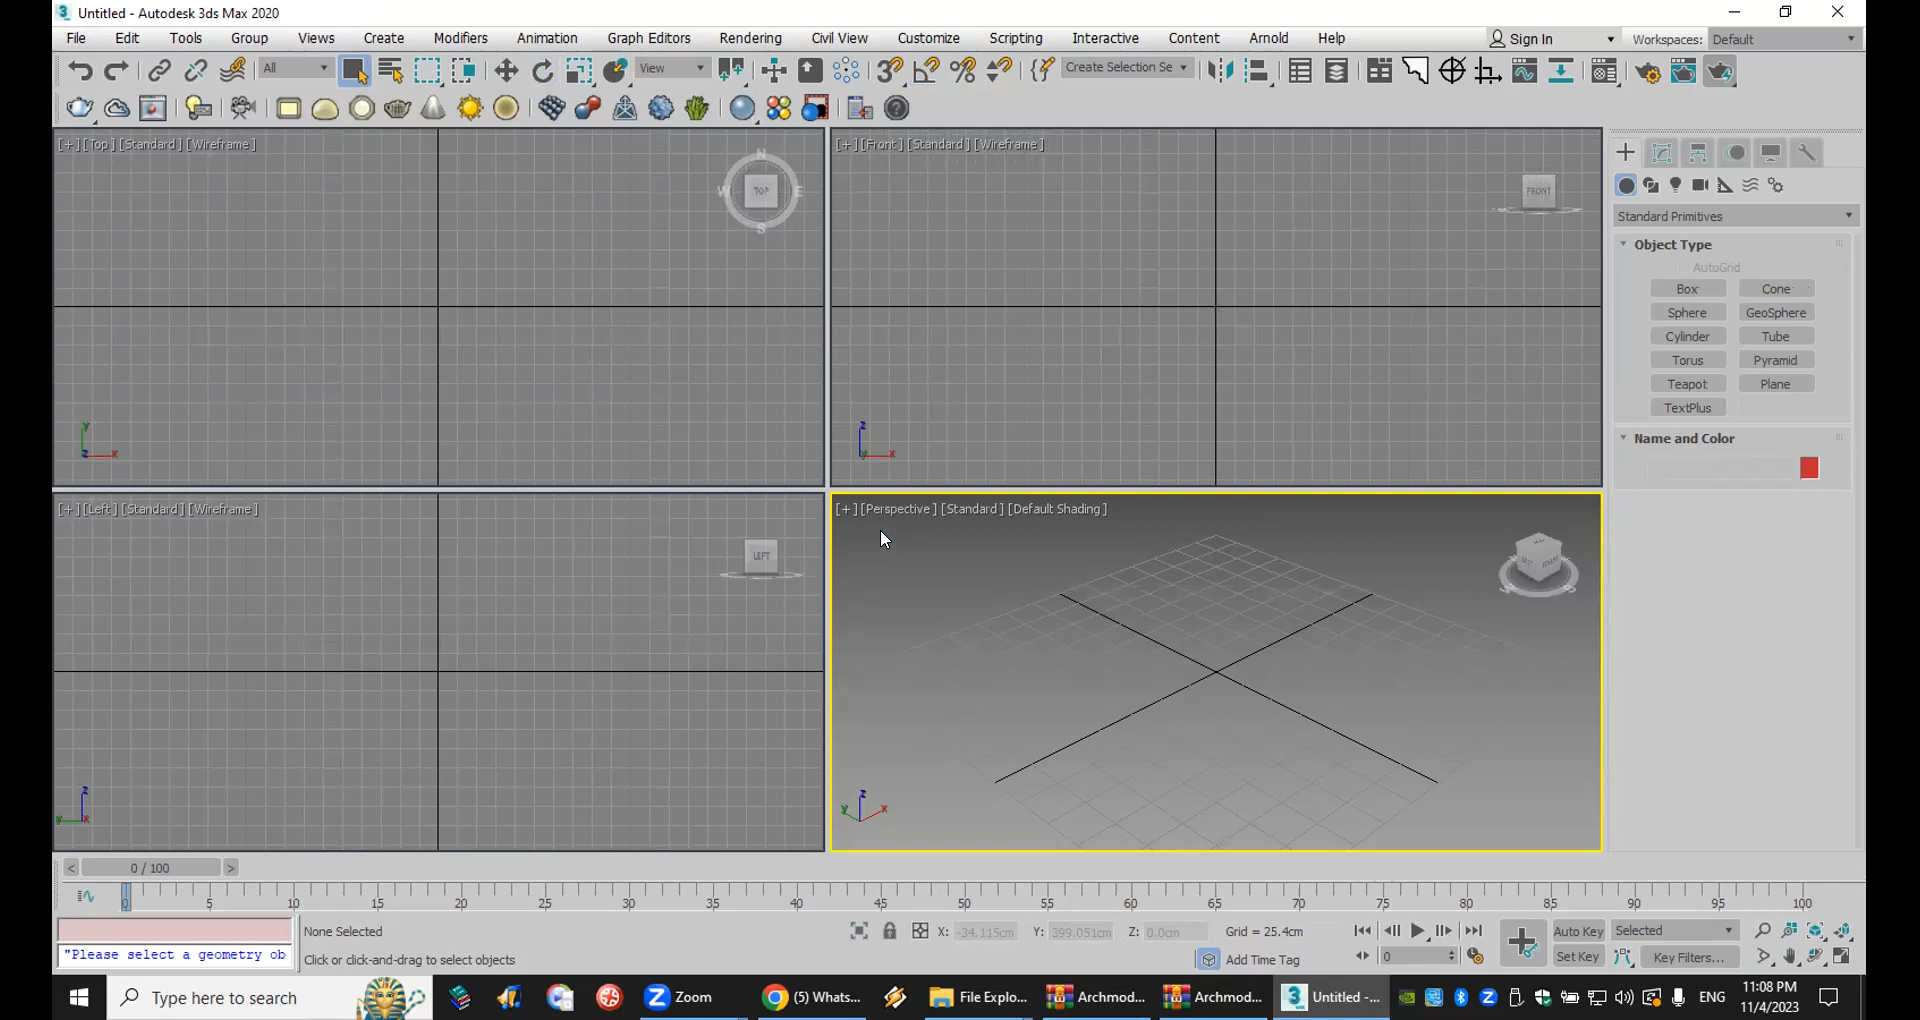 Untitled - Autodesk 3ds Max 2020
File Edit Tools Group Views Create Modifiers Animation Graph Editors Rendering Civil View Customize Scripting Interactive Content Arnold Help Sign In Workspaces: Default
All View Create Selection Se
[+] [Top] [Standard] [Wireframe]
N
W TOP E
S
y
z x
[+] [Front] [Standard] [Wireframe]
FRONT
z
y x
[+] [Left] [Standard] [Wireframe]
LEFT
z
y x
[+] [Perspective] [Standard] [Default Shading]
z
y x
Standard Primitives
Object Type
AutoGrid
Box Cone
Sphere GeoSphere
Cylinder Tube
Torus Pyramid
Teapot Plane
TextPlus
Name and Color
< 0 / 100 >
0 5 10 15 20 25 30 35 40 45 50 55 60 65 70 75 80 85 90 95 100
None Selected X: -34.115cm Y: 399.051cm Z: 0.0cm Grid = 25.4cm Auto Key Selected
"Please select a geometry ob Click or click-and-drag to select objects Add Time Tag 0 Set Key Key Filters...
Type here to search Zoom (5) Whats... File Explo... Archmod... Archmod... Untitled -... ENG 11:08 PM
11/4/2023